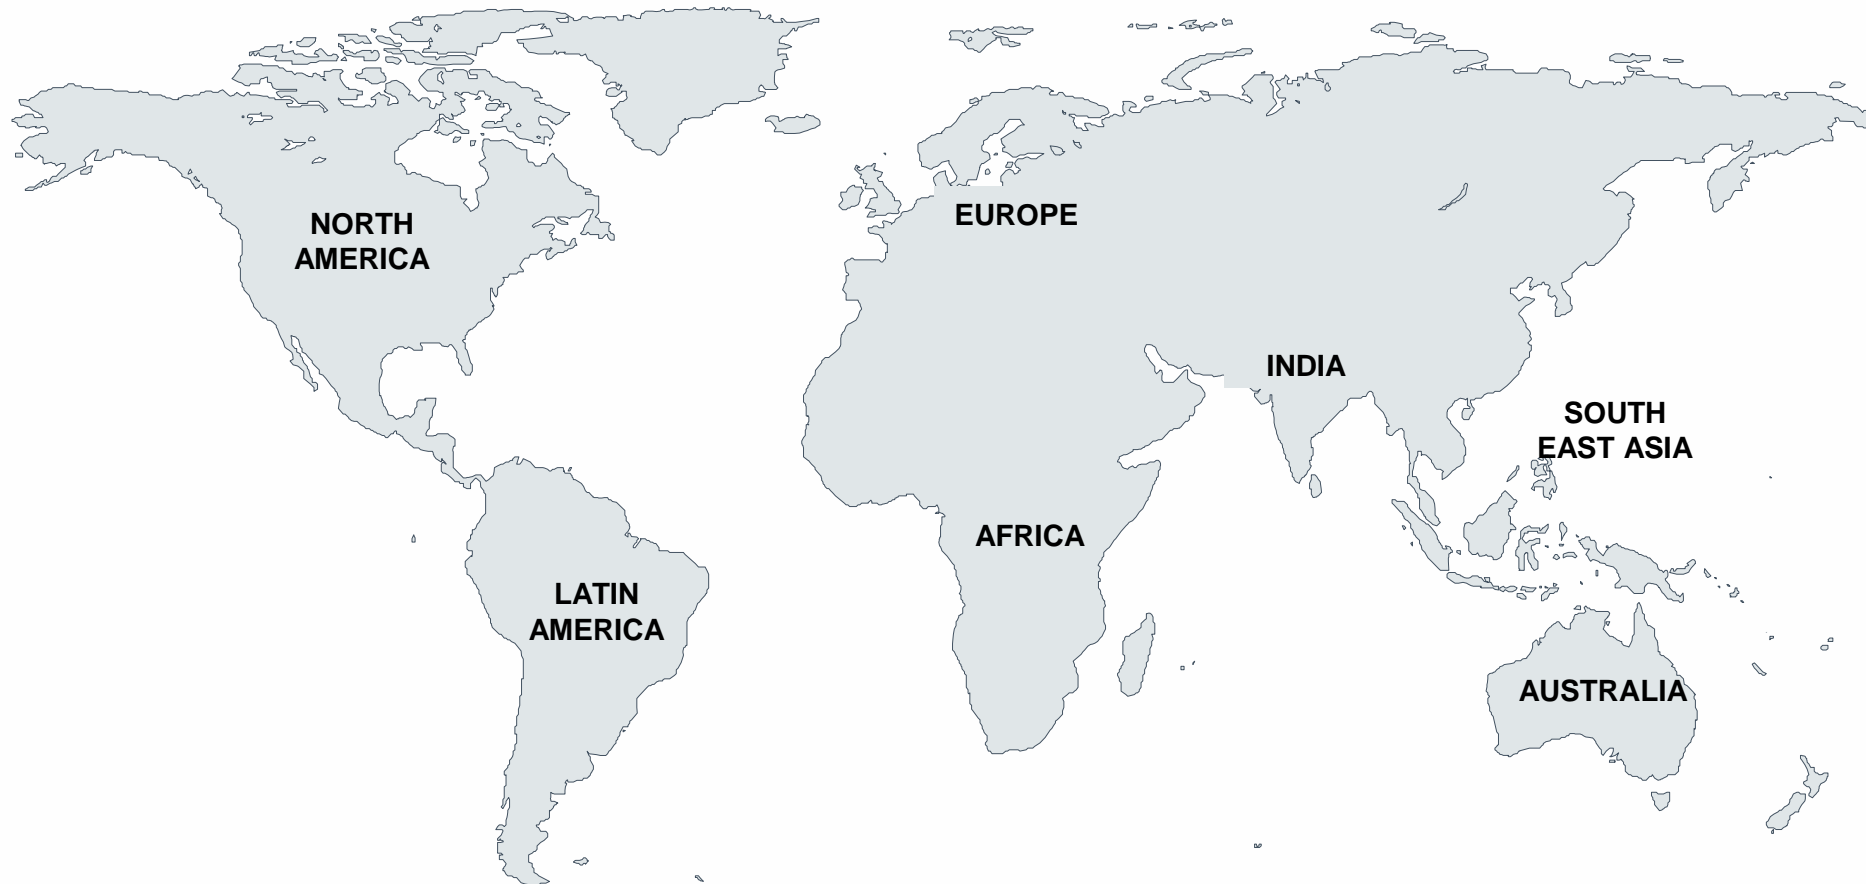 NORTH
AMERICA
EUROPE
INDIA
SOUTH
EAST ASIA
AFRICA
LATIN
AMERICA
AUSTRALIA